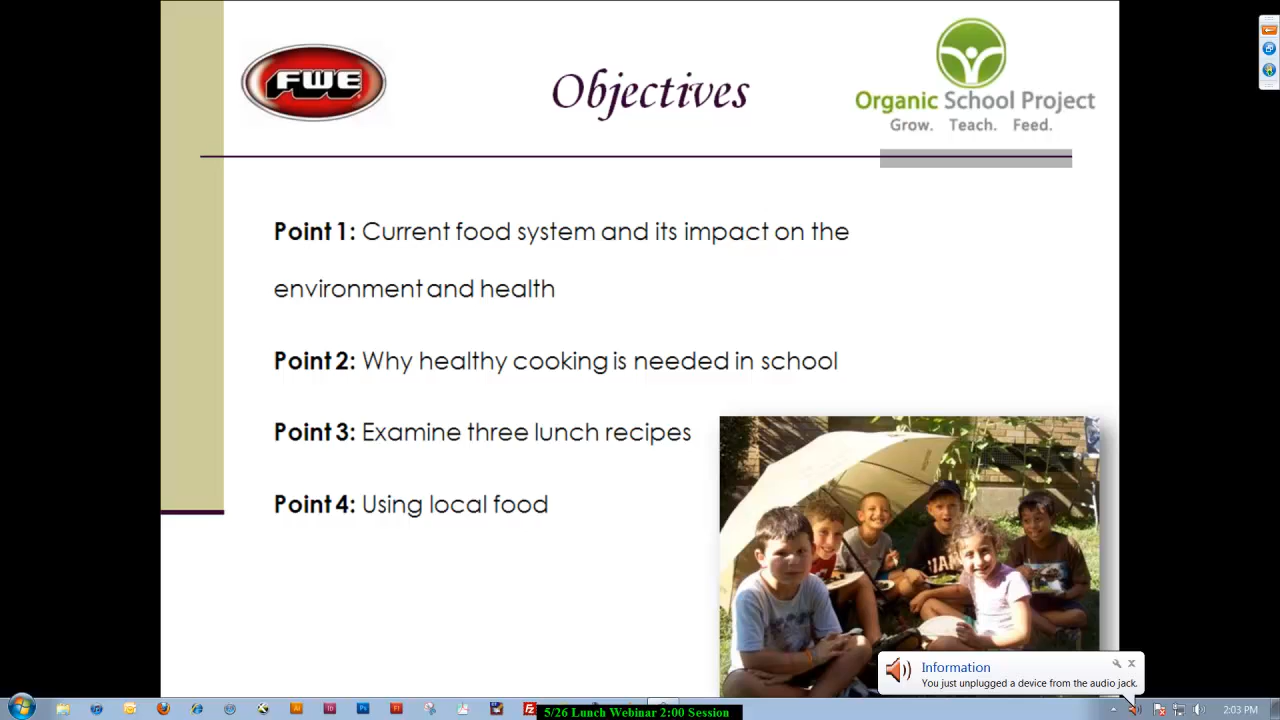 FWE
Objectives
Organic School Project
Grow. Teach. Feed.
Point 1: Current food system and its impact on the
environment and health
Point 2: Why healthy cooking is needed in school
Point 3: Examine three lunch recipes
Point 4: Using local food
Information
You just unplugged a device from the audio jack.
5/26 Lunch Webinar 2:00 Session
2:03 PM